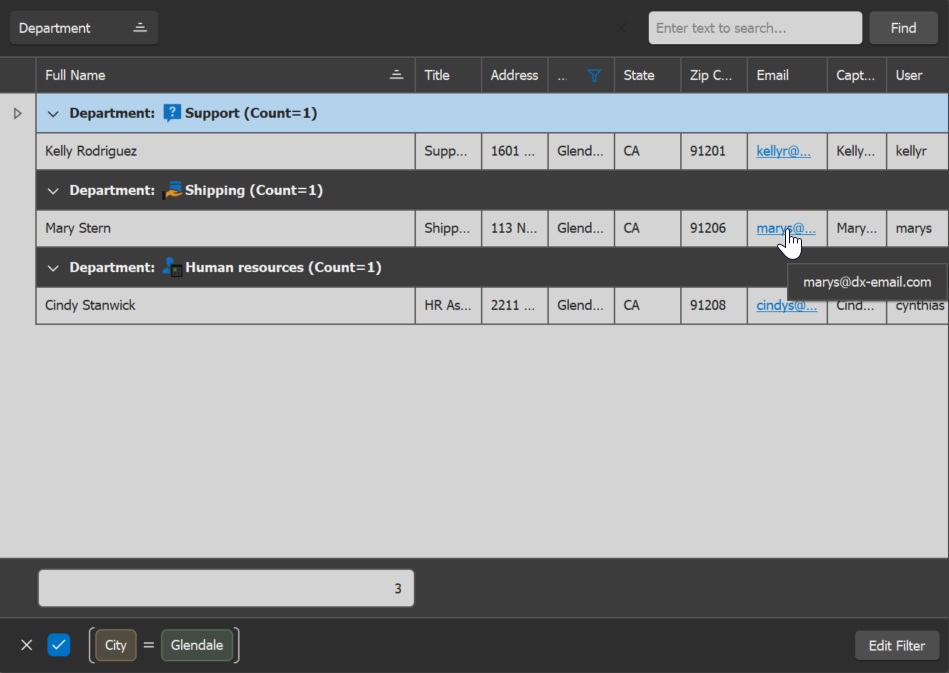 Department
Enter text to search...
Find
Full Name Title Address ... State Zip C... Email Capt... User
Department: Support (Count=1)
Kelly Rodriguez Supp... 1601 ... Glend... CA 91201 kellyr@... Kelly... kellyr
Department: Shipping (Count=1)
Mary Stern Shipp... 113 N... Glend... CA 91206 marys@... Mary... marys
Department: Human resources (Count=1)
marys@dx-email.com
Cindy Stanwick HR As... 2211 ... Glend... CA 91208 cindys@... Cind... cynthias
3
City = Glendale
Edit Filter